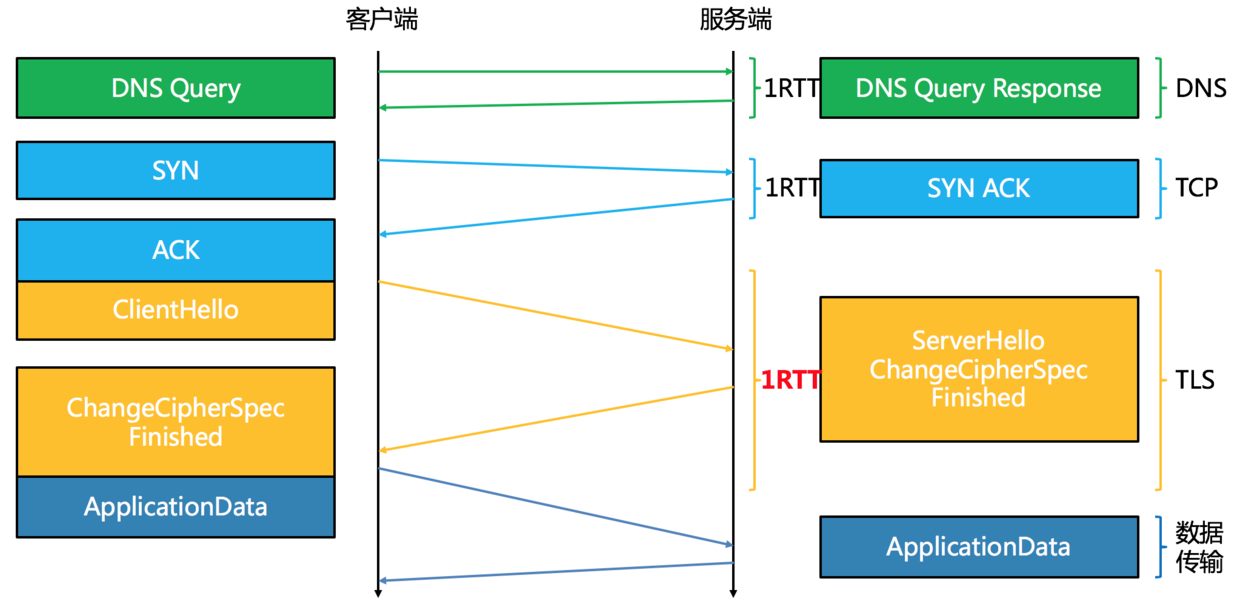 客户端
服务端
DNS Query
1RTT
DNS Query Response
DNS
SYN
1RTT
SYN ACK
TCP
ACK
ClientHello
ServerHello
ChangeCipherSpec
Finished
1RTT
TLS
ChangeCipherSpec
Finished
ApplicationData
ApplicationData
数据
传输